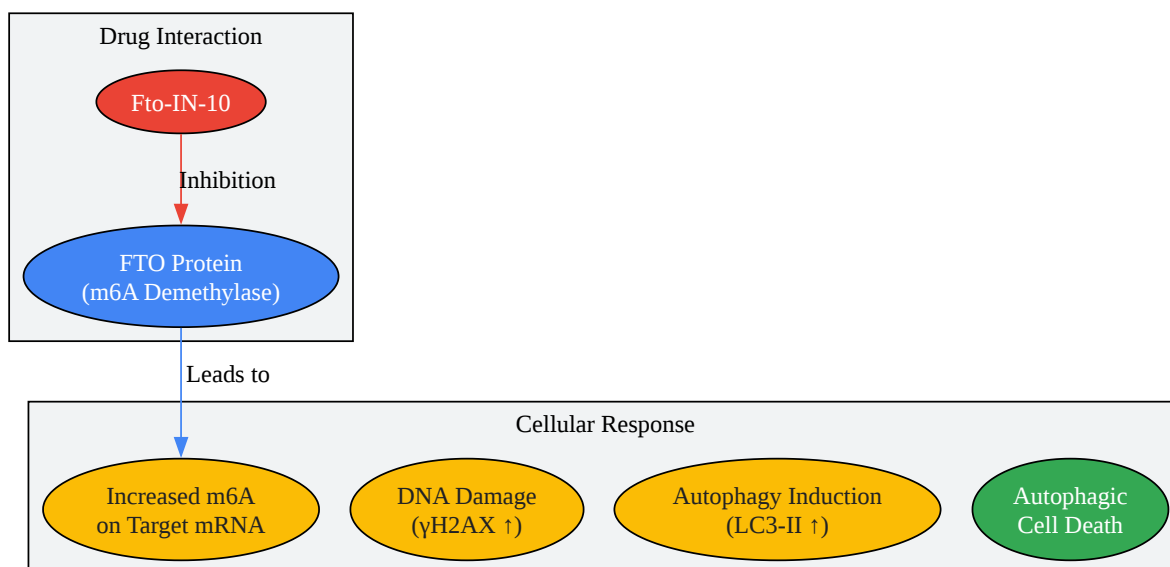 Drug Interaction
Fto-IN-10
Inhibition
FTO Protein
(m6A Demethylase)
Leads to
Cellular Response
Increased m6A
on Target mRNA
DNA Damage
(γH2AX ↑)
Autophagy Induction
(LC3-II ↑)
Autophagic
Cell Death